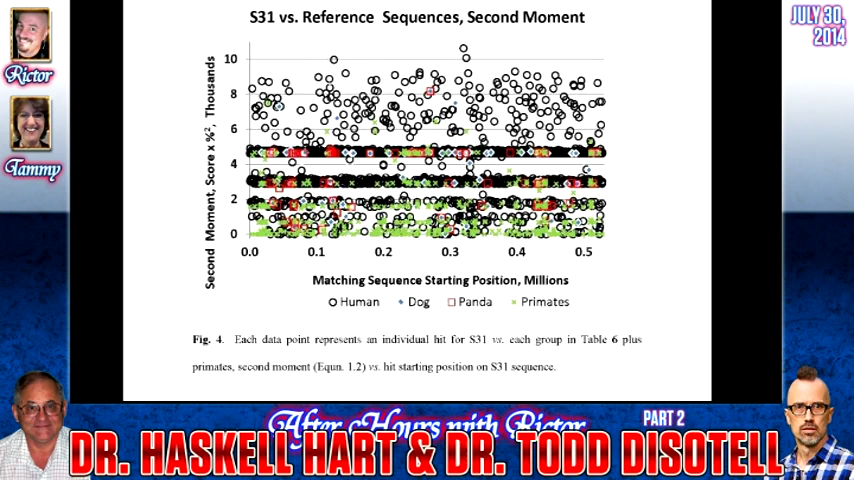 S31 vs. Reference Sequences, Second Moment
JULY 30,
2014
Rictor
Tammy
Second Moment, Score x %², Thousands
10
8
6
4
2
0
0.0 0.1 0.2 0.3 0.4 0.5
Matching Sequence Starting Position, Millions
Human Dog Panda Primates
Fig. 4. Each data point represents an individual hit for S31 vs. each group in Table 6 plus
primates, second moment (Equn. 1.2) vs. hit starting position on S31 sequence.
After Hours with Rictor
PART 2
DR. HASKELL HART & DR. TODD DISOTELL